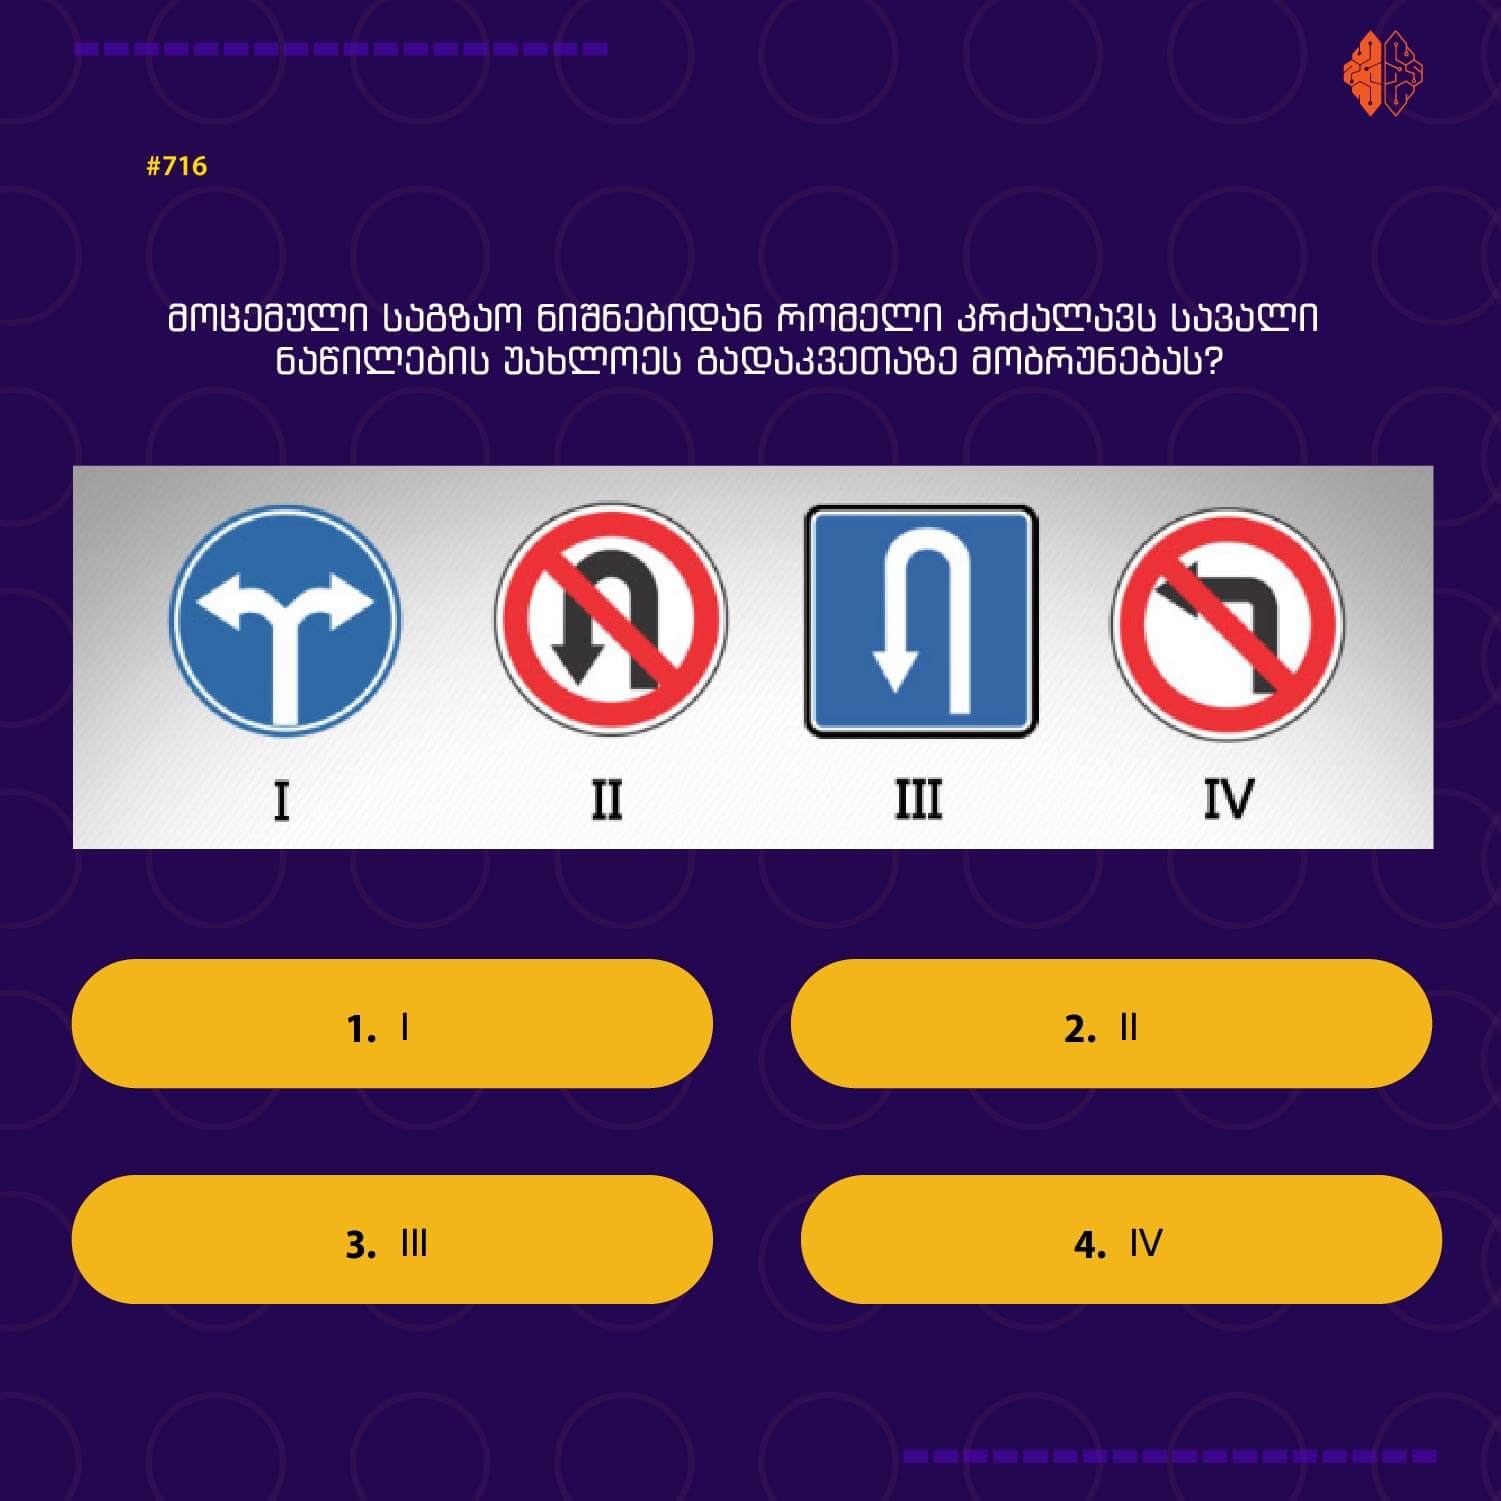 #716
მოცემული საგზაო ნიშნებიდან რომელი კრძალავს სავალი
ნაწილების უახლოეს გადაკვეთაზე მობრუნებას?
I
II
III
IV
1. I
2. II
3. III
4. IV